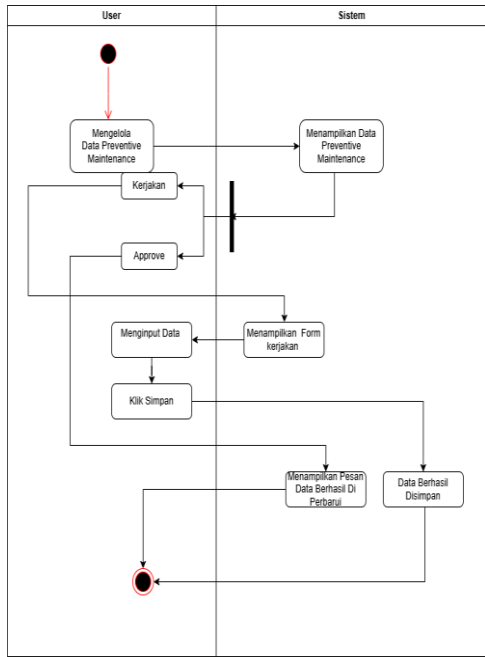 User
Sistem
Mengelola
Data Preventive
Maintenance
Menampilkan Data
Preventive
Maintenance
Kerjakan
Approve
Menginput Data
Menampilkan Form
kerjakan
Klik Simpan
Menampilkan Pesan
Data Berhasil Di
Perbarui
Data Berhasil
Disimpan